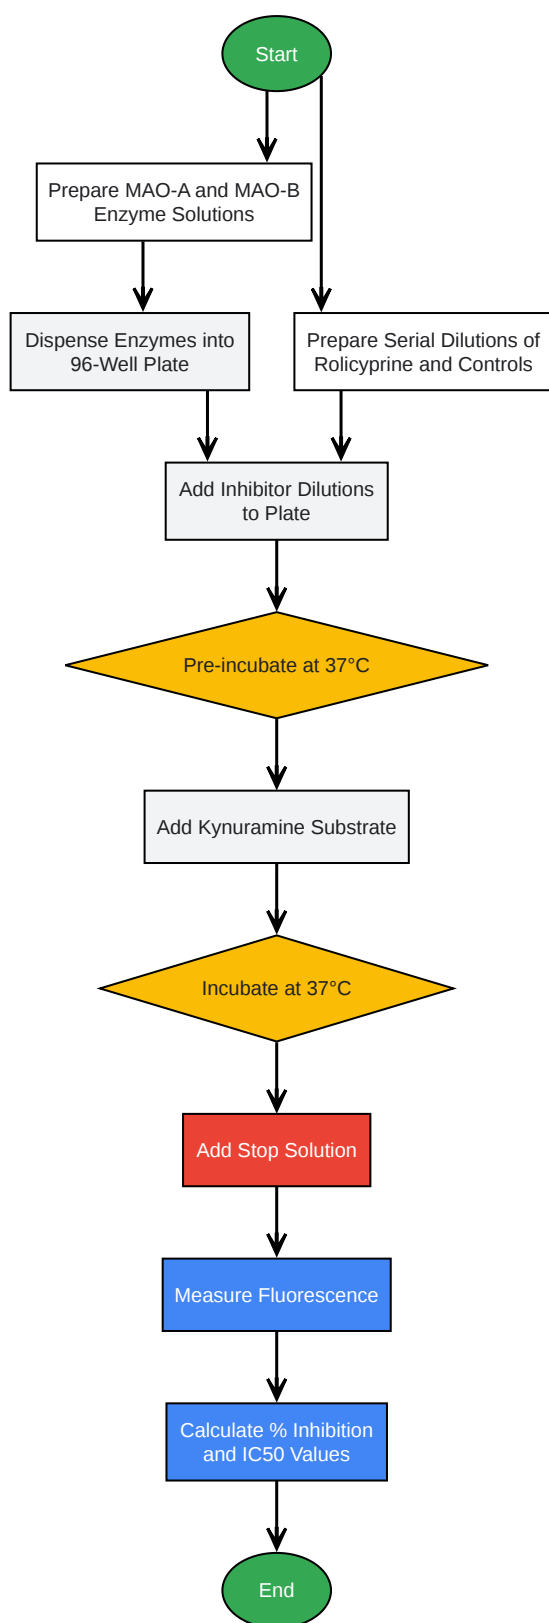 Start
Prepare MAO-A and MAO-B
Enzyme Solutions
Dispense Enzymes into
96-Well Plate
Prepare Serial Dilutions of
Rolicyprine and Controls
Add Inhibitor Dilutions
to Plate
Pre-incubate at 37°C
Add Kynuramine Substrate
Incubate at 37°C
Add Stop Solution
Measure Fluorescence
Calculate % Inhibition
and IC50 Values
End